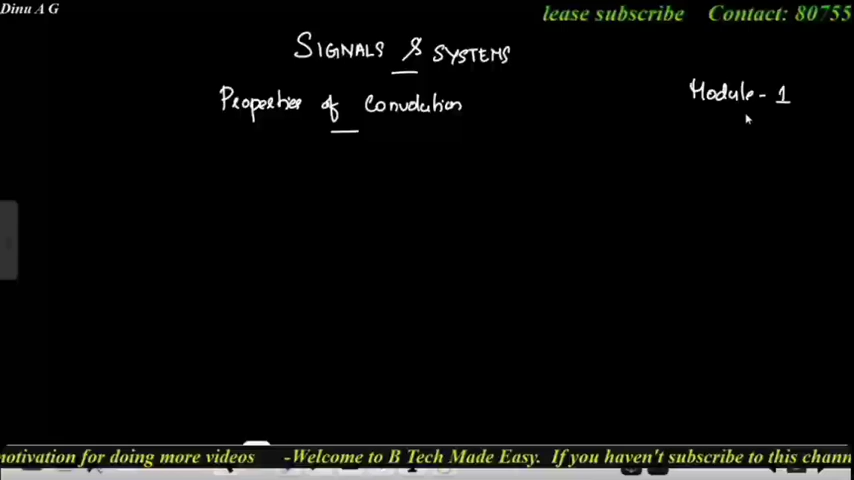 Dinu A G
lease subscribe Contact: 80755
SIGNALS & SYSTEMS
Properties of Convolution
Module - 1
notivation for doing more videos -Welcome to B Tech Made Easy. If you haven't subscribe to this chann